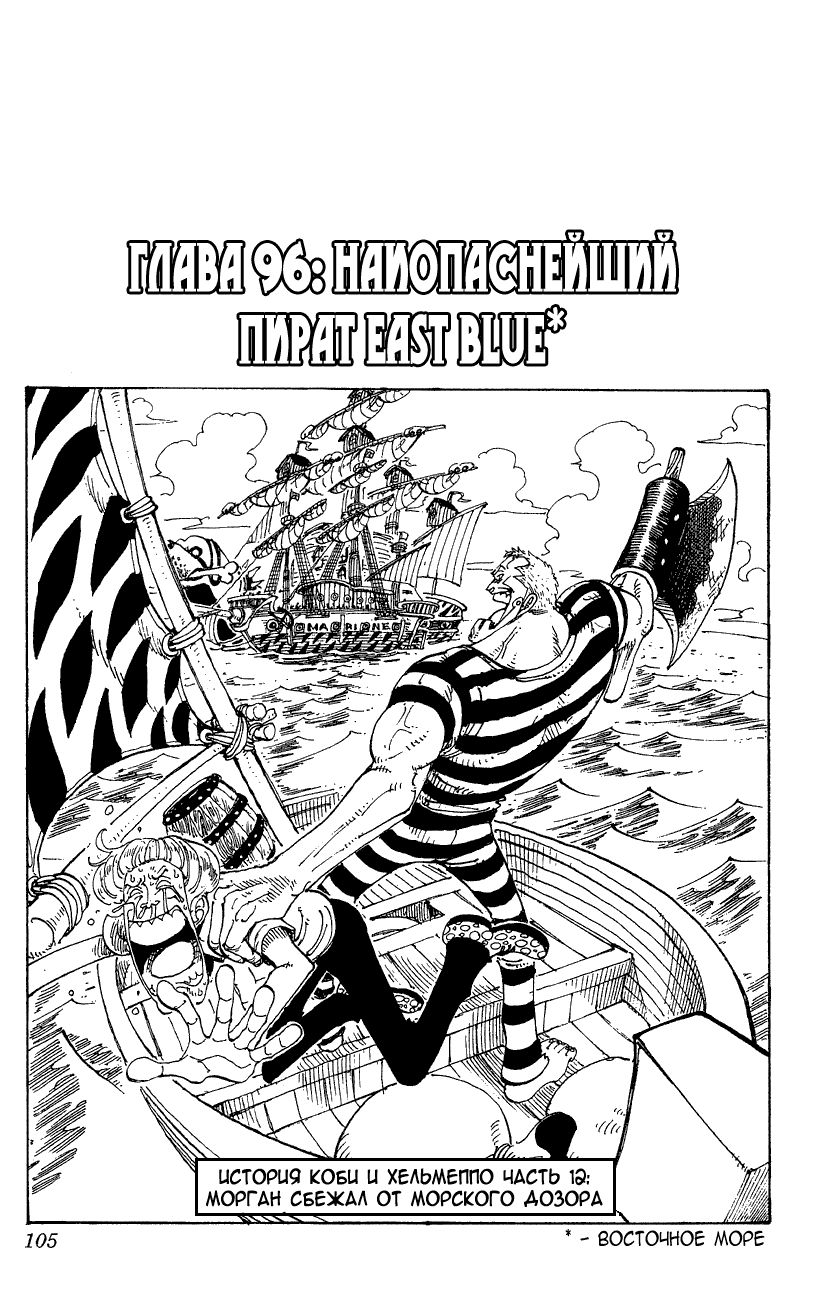 ГЛАВА 96: НАИОПАСНЕЙШИЙ
ПИРАТ EAST BLUE*
ИСТОРИЯ КОБИ И ХЕЛЬМЕППО ЧАСТЬ 12:
МОРГАН СБЕЖАЛ ОТ МОРСКОГО ДОЗОРА
105
* - ВОСТОЧНОЕ МОРЕ